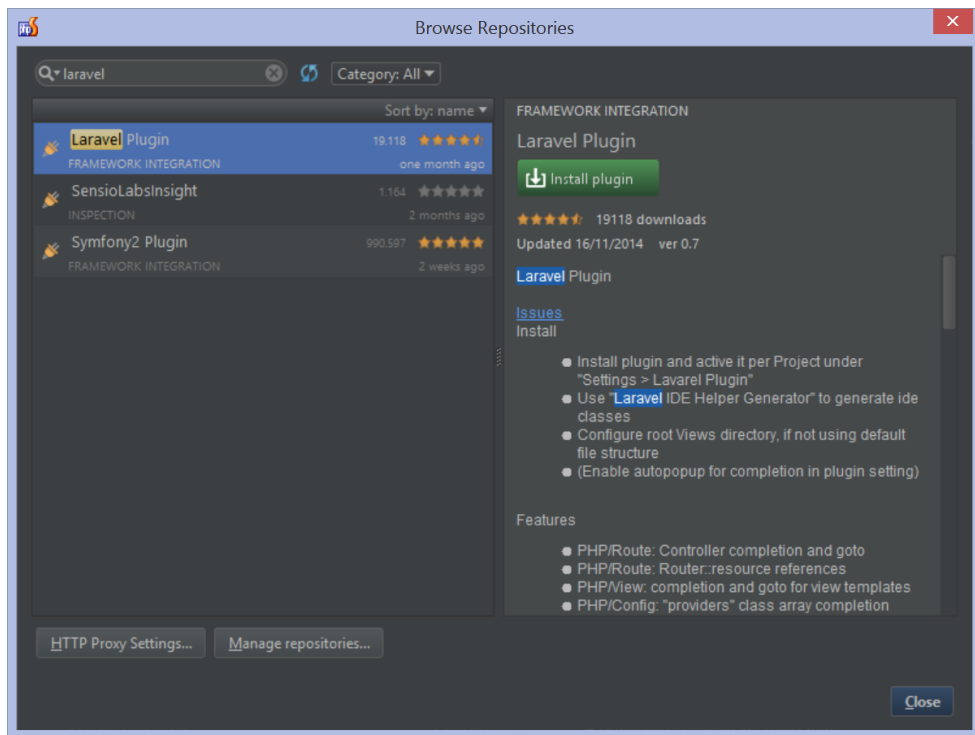 Browse Repositories
laravel
Category: All
Sort by: name
Laravel Plugin 19.118
FRAMEWORK INTEGRATION one month ago
SensioLabsInsight 1.164
INSPECTION 2 months ago
Symfony2 Plugin 990.597
FRAMEWORK INTEGRATION 2 weeks ago
FRAMEWORK INTEGRATION
Laravel Plugin
Install plugin
19118 downloads
Updated 16/11/2014 ver 0.7
Laravel Plugin
Issues
Install
Install plugin and active it per Project under
"Settings > Lavarel Plugin"
Use "Laravel IDE Helper Generator" to generate ide
classes
Configure root Views directory, if not using default
file structure
(Enable autopopup for completion in plugin setting)
Features
PHP/Route: Controller completion and goto
PHP/Route: Router::resource references
PHP/View: completion and goto for view templates
PHP/Config: "providers" class array completion
HTTP Proxy Settings...
Manage repositories...
Close